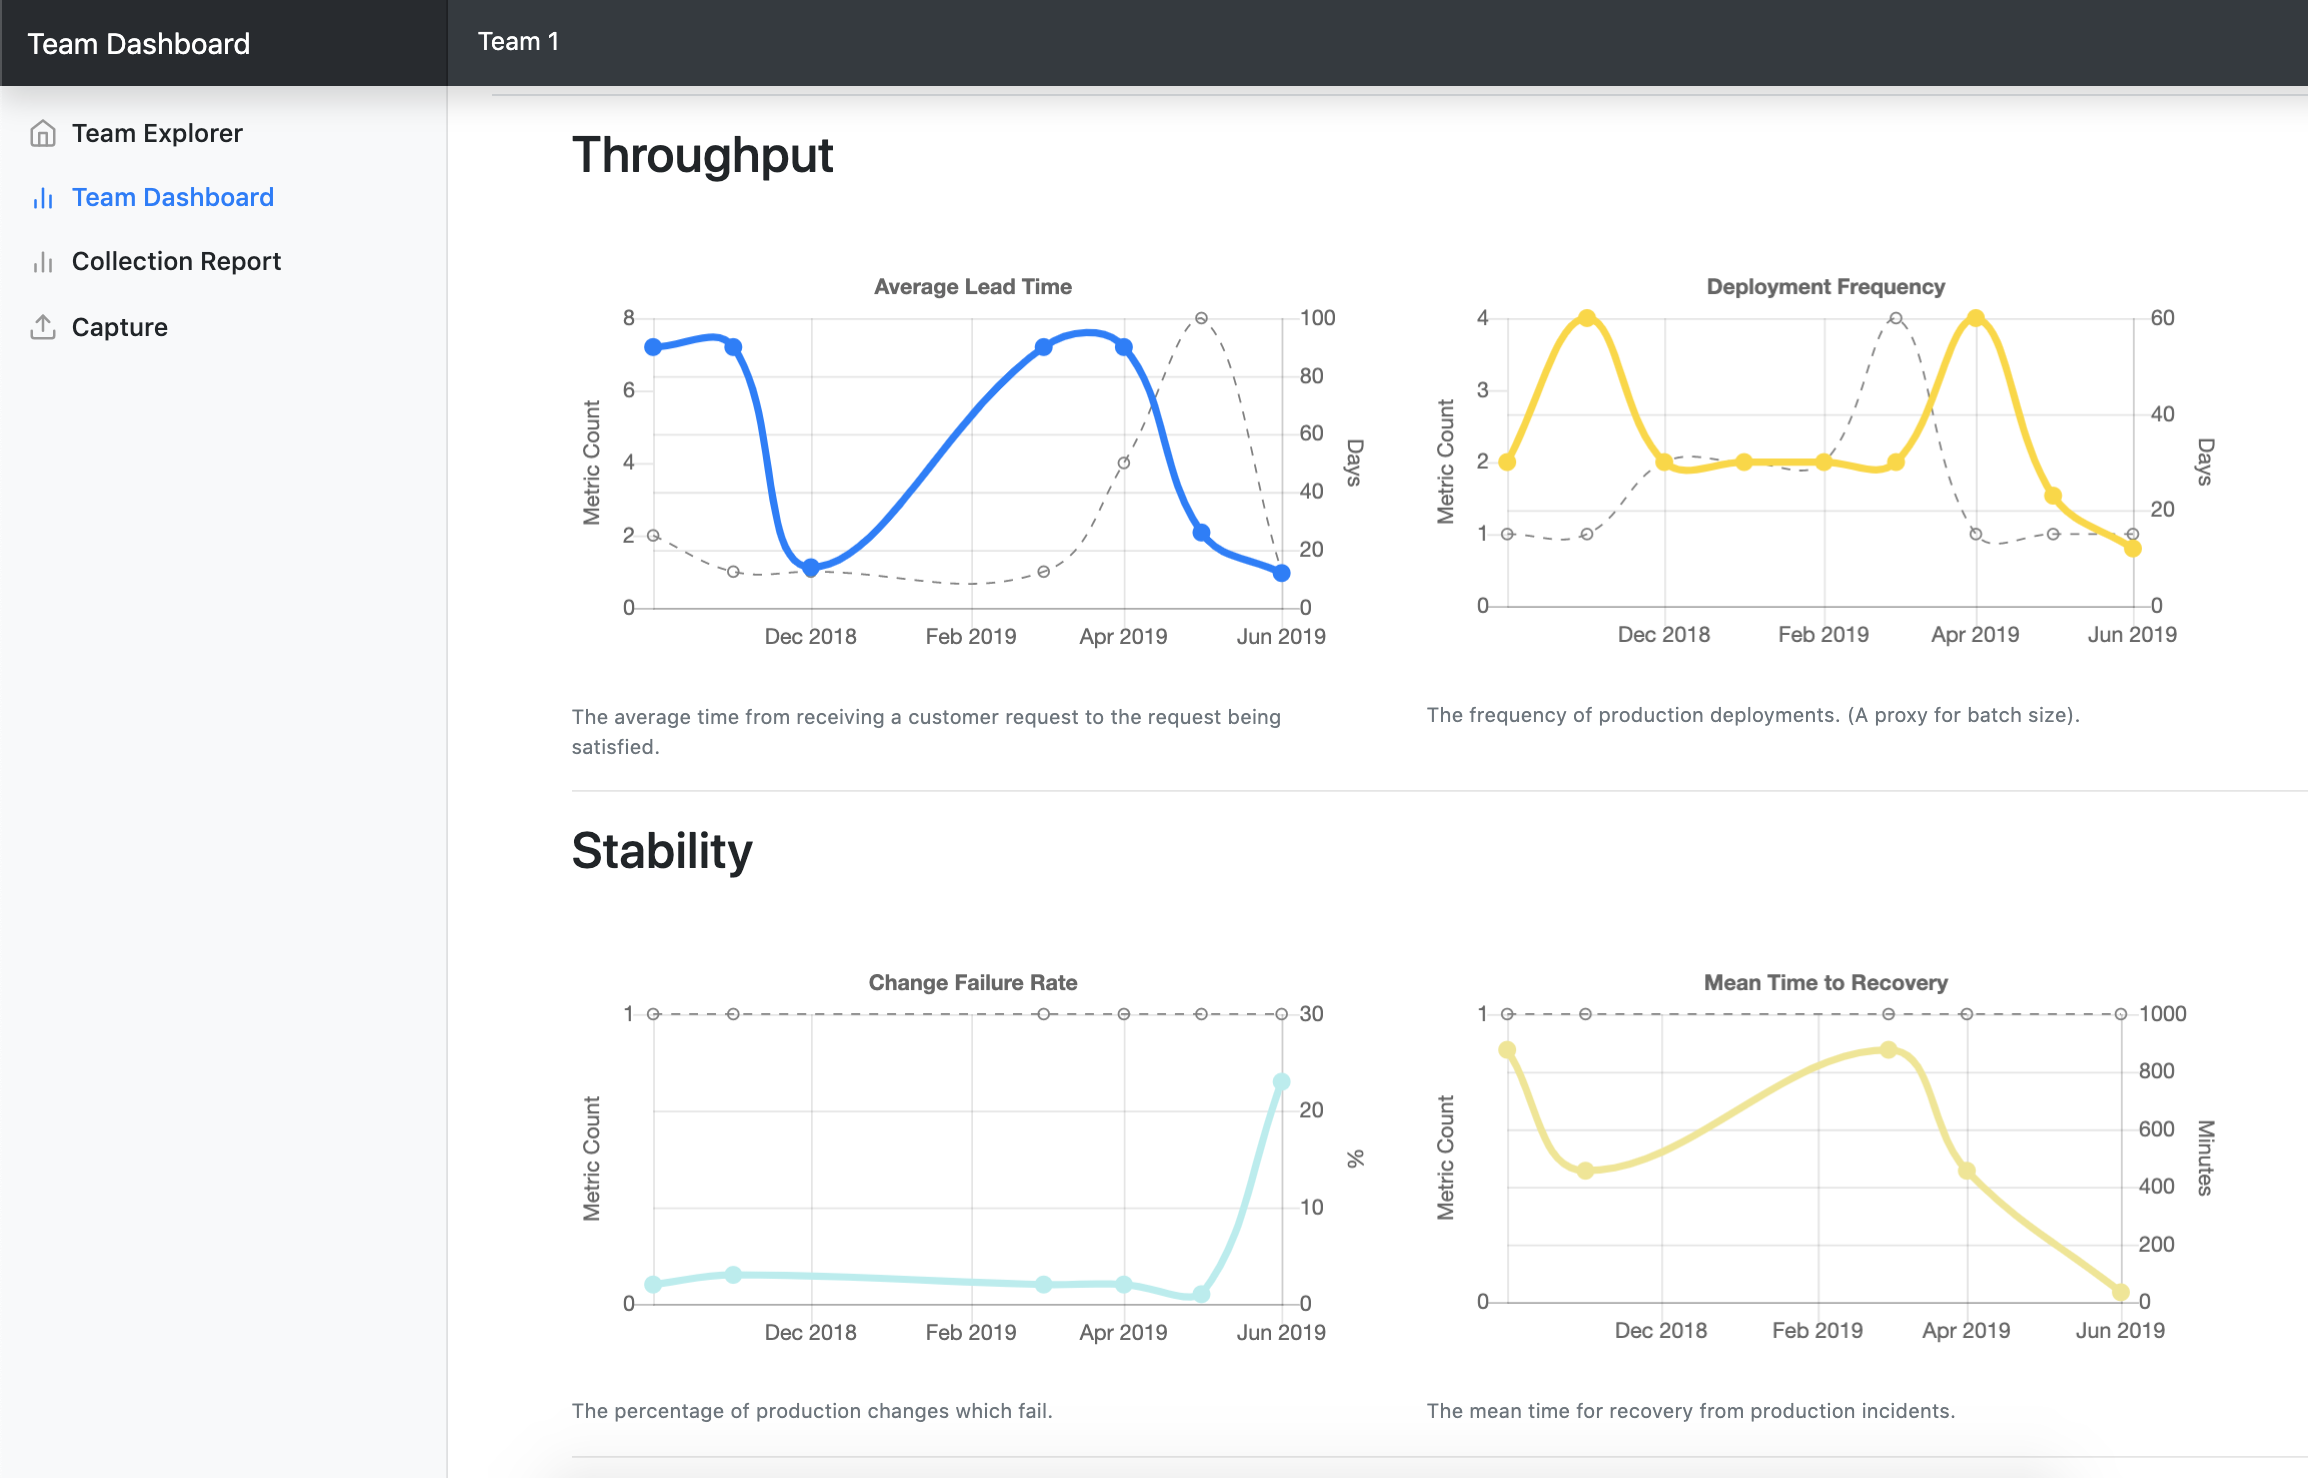 Team Dashboard
Team 1
Team Explorer
Team Dashboard
Collection Report
Capture
Throughput
Average Lead Time
8
6
4
2
0
Metric Count
100
80
60
40
20
0
Days
Dec 2018
Feb 2019
Apr 2019
Jun 2019
The average time from receiving a customer request to the request being
satisfied.
Deployment Frequency
4
3
2
1
0
Metric Count
60
40
20
0
Days
Dec 2018
Feb 2019
Apr 2019
Jun 2019
The frequency of production deployments. (A proxy for batch size).
Stability
Change Failure Rate
1
0
Metric Count
30
20
10
0
%
Dec 2018
Feb 2019
Apr 2019
Jun 2019
The percentage of production changes which fail.
Mean Time to Recovery
1
0
Metric Count
1000
800
600
400
200
0
Minutes
Dec 2018
Feb 2019
Apr 2019
Jun 2019
The mean time for recovery from production incidents.